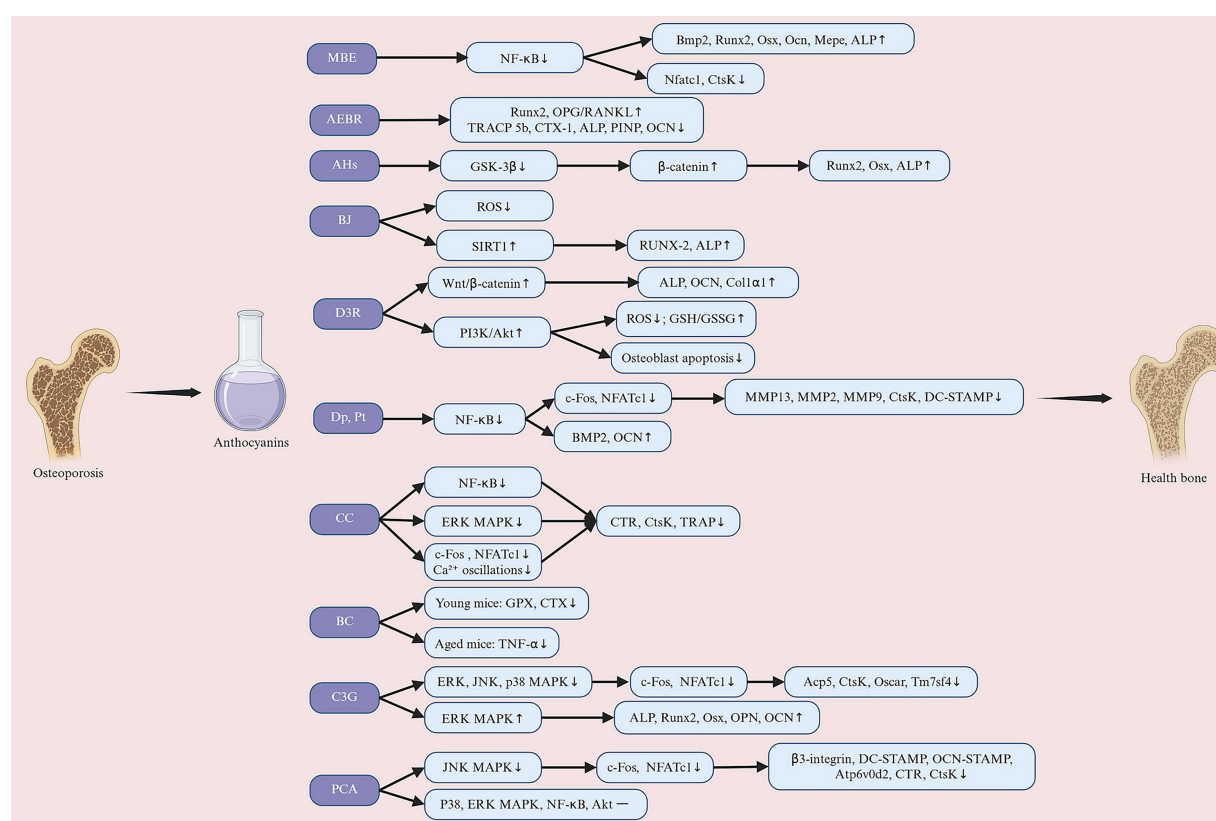 MBE
NF-κB↓
Bmp2, Runx2, Osx, Ocn, Mepe, ALP↑
Nfatc1, CtsK↓
AEBR
Runx2, OPG/RANKL↑
TRACP 5b, CTX-1, ALP, PINP, OCN↓
AHs
GSK-3β↓
β-catenin↑
Runx2, Osx, ALP↑
BJ
ROS↓
SIRT1↑
RUNX-2, ALP↑
D3R
Wnt/β-catenin↑
ALP, OCN, Col1α1↑
PI3K/Akt↑
ROS↓; GSH/GSSG↑
Osteoblast apoptosis↓
Osteoporosis
Anthocyanins
Dp, Pt
NF-κB↓
c-Fos, NFATc1↓
MMP13, MMP2, MMP9, CtsK, DC-STAMP↓
BMP2, OCN↑
Health bone
CC
NF-κB↓
ERK MAPK↓
c-Fos , NFATc1↓
Ca²⁺ oscillations↓
CTR, CtsK, TRAP↓
BC
Young mice: GPX, CTX↓
Aged mice: TNF-α↓
C3G
ERK, JNK, p38 MAPK↓
c-Fos, NFATc1↓
Acp5, CtsK, Oscar, Tm7sf4↓
ERK MAPK↑
ALP, Runx2, Osx, OPN, OCN↑
PCA
JNK MAPK↓
c-Fos, NFATc1↓
β3-integrin, DC-STAMP, OCN-STAMP,
Atp6v0d2, CTR, CtsK↓
P38, ERK MAPK, NF-κB, Akt —